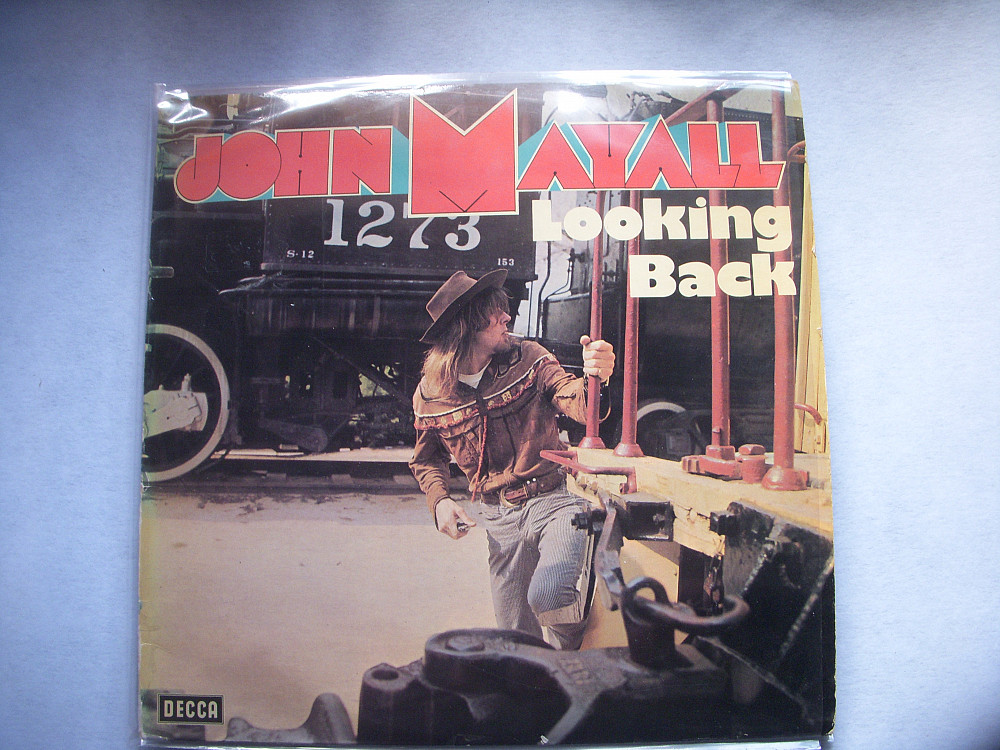 JOHN MAYALL
Looking
Back
1273
S-12
153
DECCA